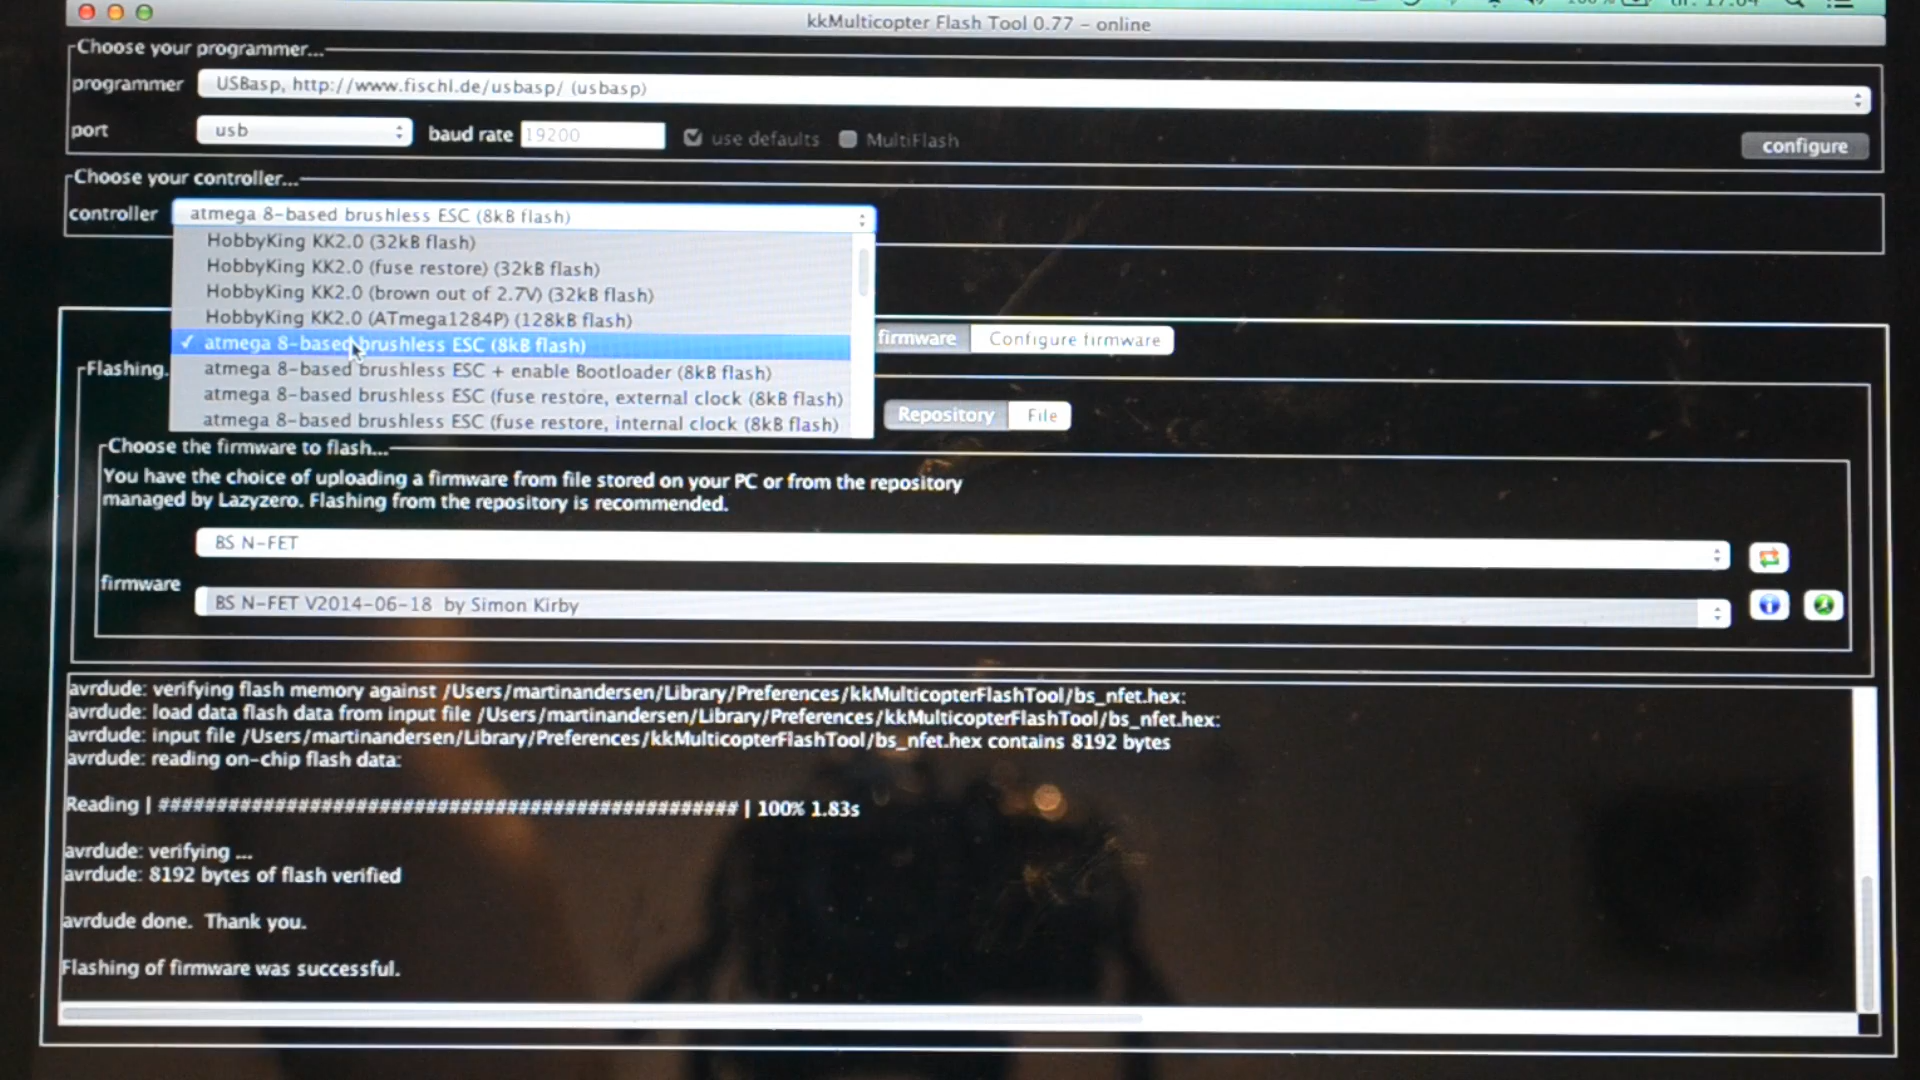 kkMulticopter Flash Tool 0.77 – online
Choose your programmer...
programmer
USBasp, http://www.fischl.de/usbasp/ (usbasp)
port
usb
baud rate
19200
use defaults
MultiFlash
configure
Choose your controller...
controller
atmega 8-based brushless ESC (8kB flash)
HobbyKing KK2.0 (32kB flash)
HobbyKing KK2.0 (fuse restore) (32kB flash)
HobbyKing KK2.0 (brown out of 2.7V) (32kB flash)
HobbyKing KK2.0 (ATmega1284P) (128kB flash)
✓ atmega 8-based brushless ESC (8kB flash)
firmware
Configure firmware
Flashing.
atmega 8-based brushless ESC + enable Bootloader (8kB flash)
atmega 8-based brushless ESC (fuse restore, external clock (8kB flash)
atmega 8-based brushless ESC (fuse restore, internal clock (8kB flash)
Repository
File
Choose the firmware to flash...
You have the choice of uploading a firmware from file stored on your PC or from the repository
managed by Lazyzero. Flashing from the repository is recommended.
BS N-FET
firmware
BS N-FET V2014-06-18 by Simon Kirby
avrdude: verifying flash memory against /Users/martinandersen/Library/Preferences/kkMulticopterFlashTool/bs_nfet.hex:
avrdude: load data flash data from input file /Users/martinandersen/Library/Preferences/kkMulticopterFlashTool/bs_nfet.hex:
avrdude: input file /Users/martinandersen/Library/Preferences/kkMulticopterFlashTool/bs_nfet.hex contains 8192 bytes
avrdude: reading on-chip flash data:
Reading | ################################################## | 100% 1.83s
avrdude: verifying ...
avrdude: 8192 bytes of flash verified
avrdude done. Thank you.
Flashing of firmware was successful.